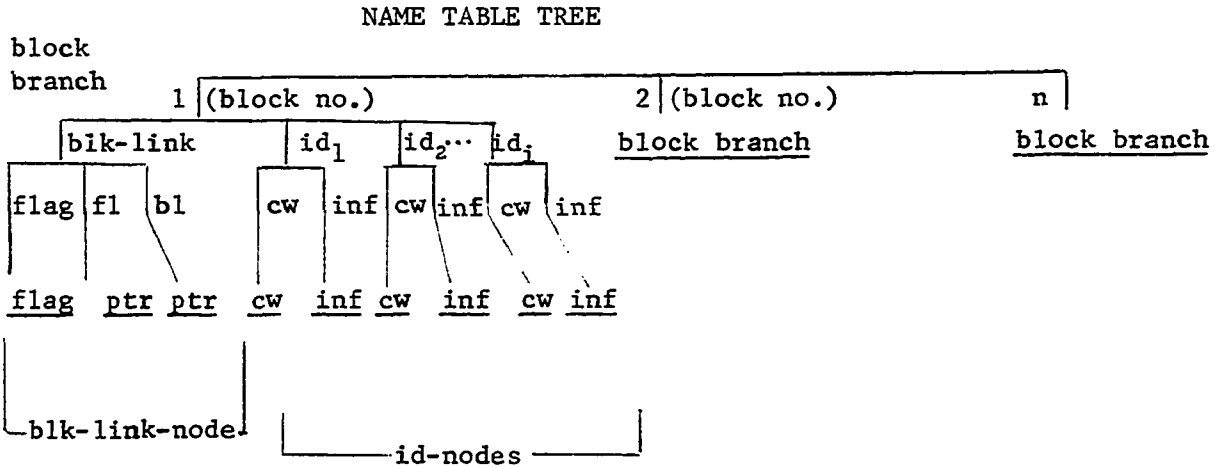 NAME TABLE TREE
block
branch
1 (block no.) 2 (block no.) n
blk-link id1 id2... idi block branch block branch
flag fl bl cw inf cw inf cw inf
flag ptr ptr cw inf cw inf cw inf
blk-link-node
id-nodes